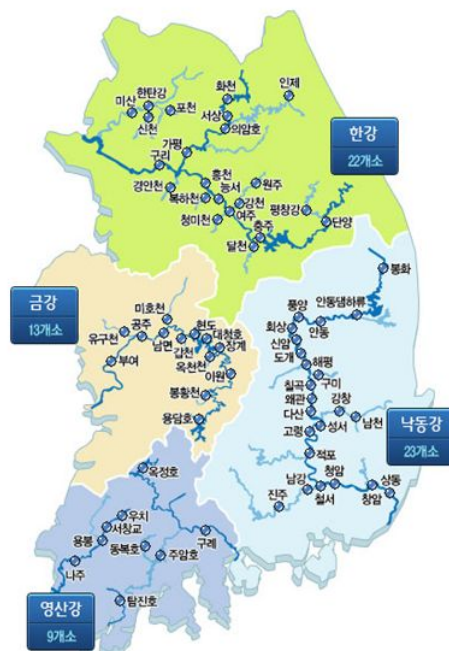 화천
인제
한탄강
미산
포천
서상
신천
의암호
가평
구리
한강
22개소
홍천
능서
원주
경안천
복하천
강천
평창강
여주
청미천
단양
충주
달천
봉화
금강
13개소
미호천
풍양
안동댐하류
공주
현도
회상
안동
유구천
남면
대청호
갑천
장계
신암
옥천천
도개
부여
이원
해평
칠곡
구미
봉황천
왜관
강창
다산
용담호
성서
남천
고령
낙동강
23개소
적포
옥정호
남강
청암
상동
진주
철서
창암
우치
서창교
용봉
동복호
구례
주암호
나주
영산강
9개소
탐진호